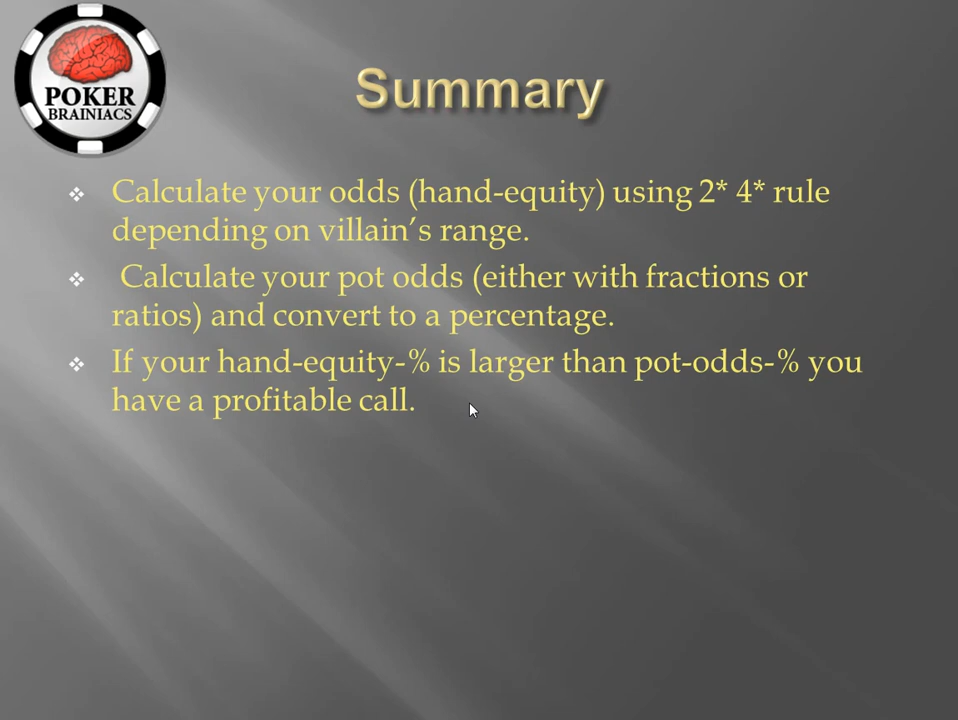 POKER
BRAINIACS
Summary
Calculate your odds (hand-equity) using 2* 4* rule
depending on villain’s range.
Calculate your pot odds (either with fractions or
ratios) and convert to a percentage.
If your hand-equity-% is larger than pot-odds-% you
have a profitable call.